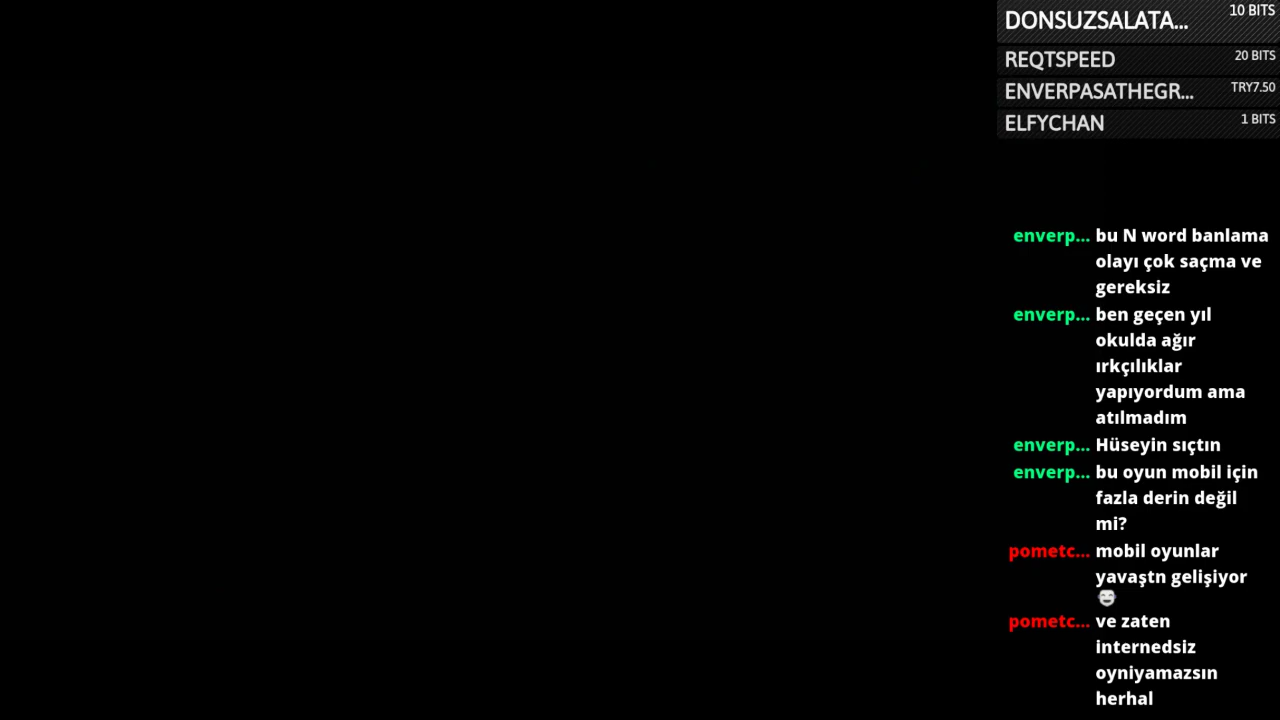 DONSUZSALATA... 10 BITS
REQTSPEED 20 BITS
ENVERPASATHEGR... TRY7.50
ELFYCHAN 1 BITS
enverp... bu N word banlama
olayı çok saçma ve
gereksiz
enverp... ben geçen yıl
okulda ağır
ırkçılıklar
yapıyordum ama
atılmadım
enverp... Hüseyin sıçtın
enverp... bu oyun mobil için
fazla derin değil
mi?
pometc... mobil oyunlar
yavaştn gelişiyor
pometc... ve zaten
internedsiz
oyniyamazsın
herhal